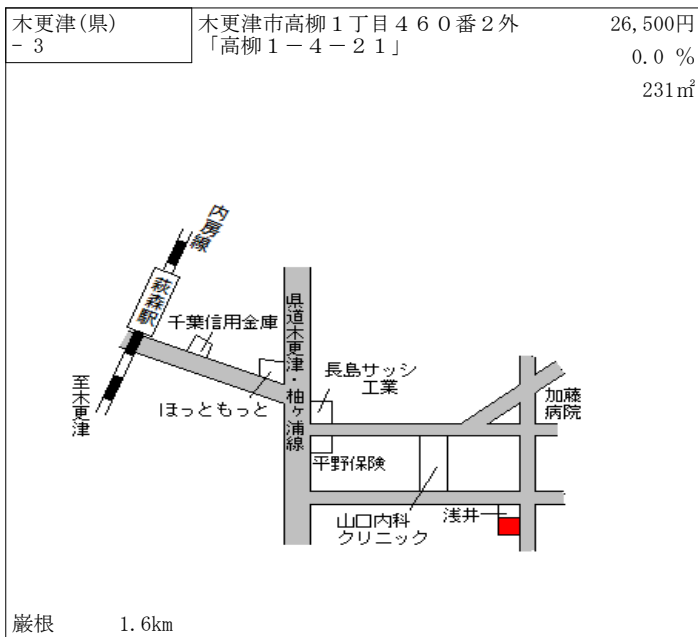 木更津(県)
- 3
木更津市高柳１丁目４６０番２外
「高柳１－４－２１」
26,500円
0.0 %
231㎡
内房線
萩森駅
千葉信用金庫
県道木更津・柚ヶ浦線
長島サッシ
工業
至木更津
ほっともっと
加藤
病院
平野保険
山口内科
クリニック
浅井
巌根 1.6km